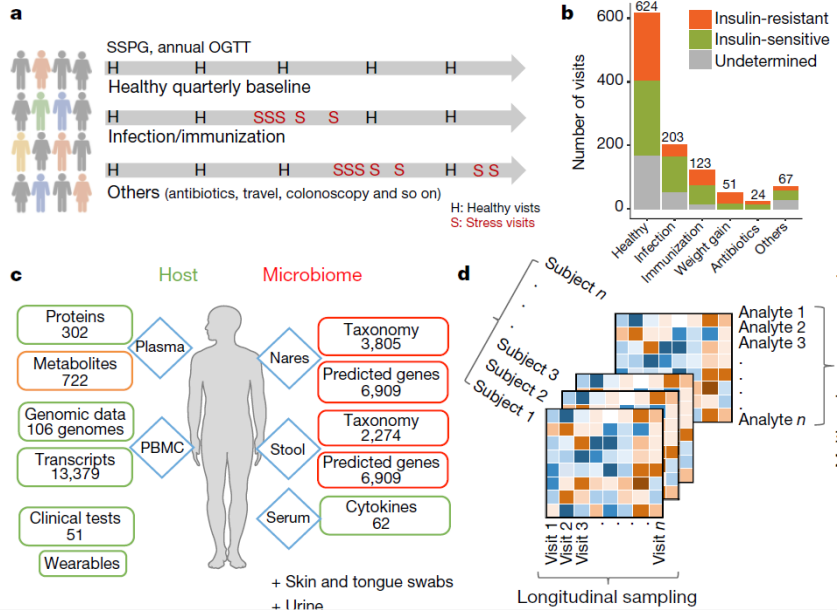 a
SSPG, annual OGTT
H H H H H
Healthy quarterly baseline
H H SSS S S H H
Infection/immunization
H H H SSS S S H S S
Others (antibiotics, travel, colonoscopy and so on)
H: Healthy vists
S: Stress visits
b
Number of visits
600
400
200
0
624
203
123
51
24
67
Insulin-resistant
Insulin-sensitive
Undetermined
Healthy
Infection
Immunization
Weight gain
Antibiotics
Others
c
Host
Microbiome
Proteins
302
Metabolites
722
Plasma
Genomic data
106 genomes
Transcripts
13,379
PBMC
Clinical tests
51
Wearables
Nares
Taxonomy
3,805
Predicted genes
6,909
Stool
Taxonomy
2,274
Predicted genes
6,909
Serum
Cytokines
62
+ Skin and tongue swabs
+ Urine
d
Subject n
.
.
.
Subject 3
Subject 2
Subject 1
Analyte 1
Analyte 2
Analyte 3
.
.
.
Analyte n
Visit 1
Visit 2
Visit 3
. . . .
Visit n
Longitudinal sampling